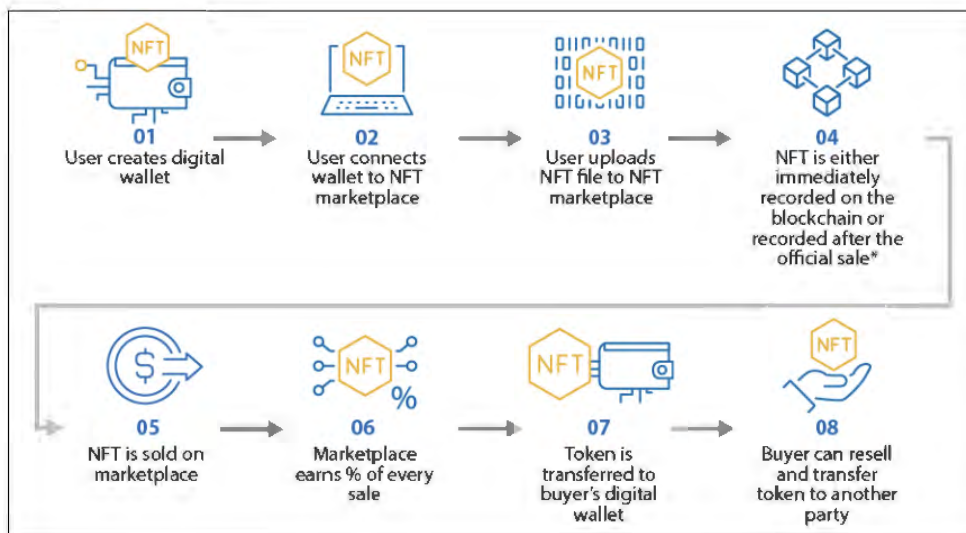 NFT
01
User creates digital
wallet
NFT
02
User connects
wallet to NFT
marketplace
NFT
03
User uploads
NFT file to NFT
marketplace
04
NFT is either
immediately
recorded on the
blockchain or
recorded after the
official sale*
$
05
NFT is sold on
marketplace
NFT
%
06
Marketplace
earns % of every
sale
NFT
07
Token is
transferred to
buyer's digital
wallet
NFT
08
Buyer can resell
and transfer
token to another
party